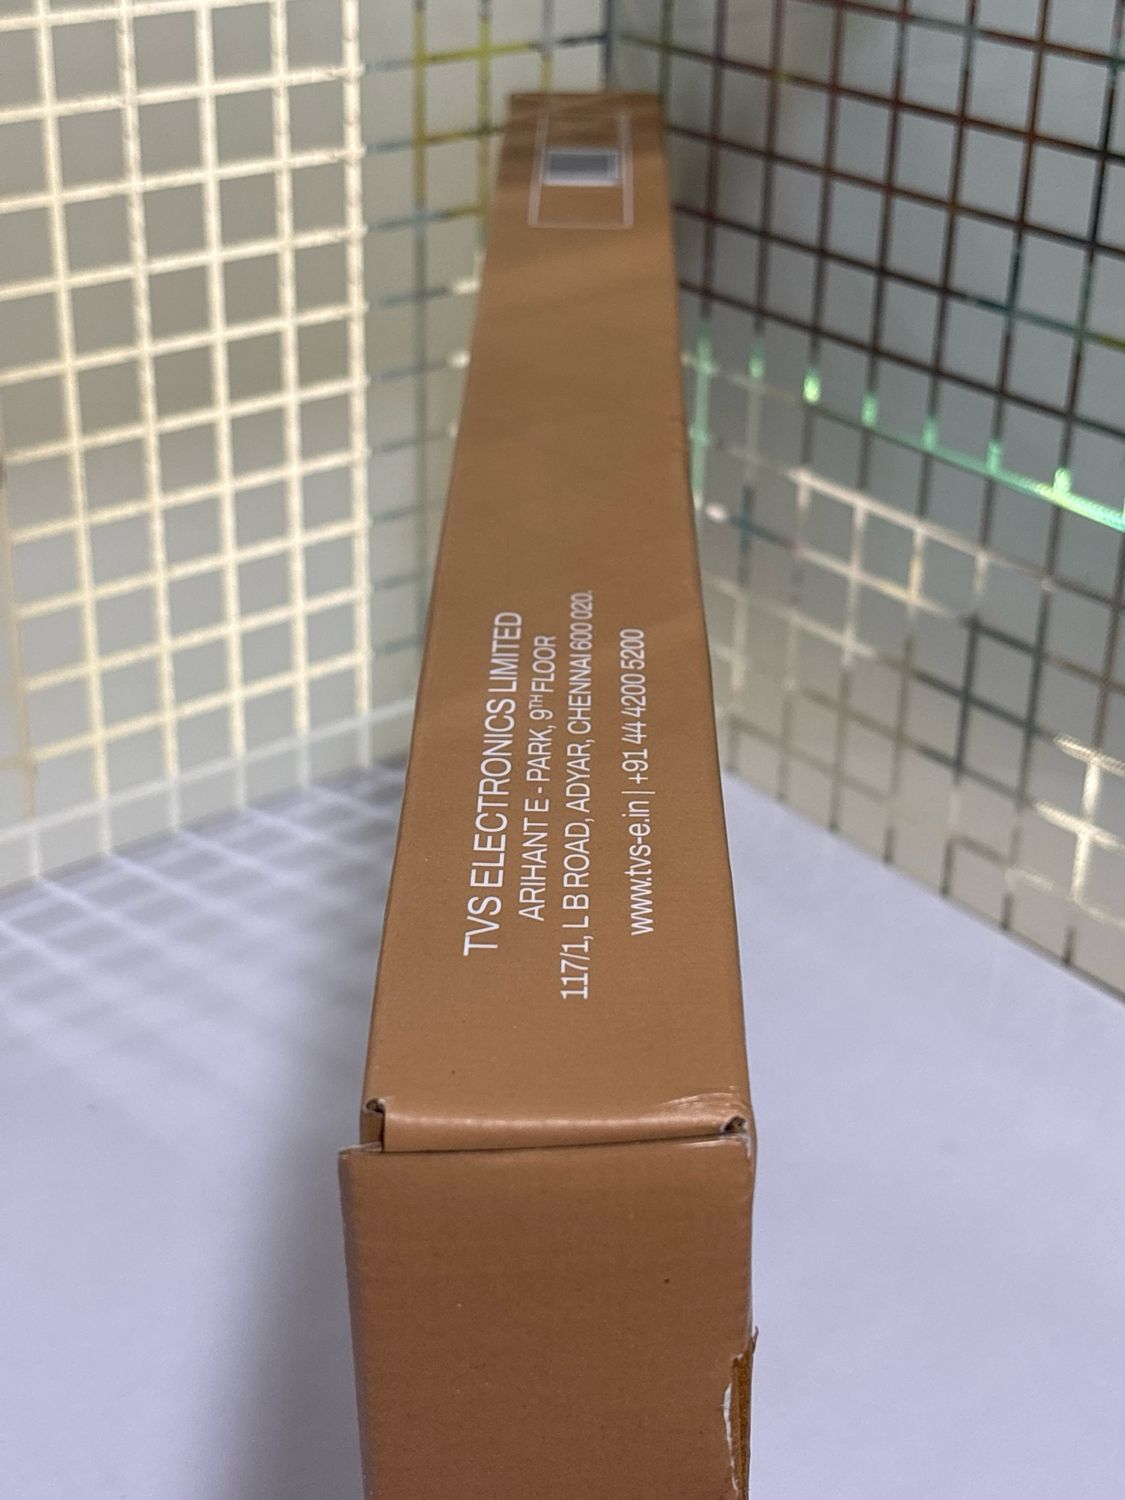 TVS ELECTRONICS LIMITED
ARIHANT E - PARK, 9TH FLOOR
117/1, L B ROAD, ADYAR, CHENNAI 600 020.
www.tvs-e.in | +91 44 4200 5200